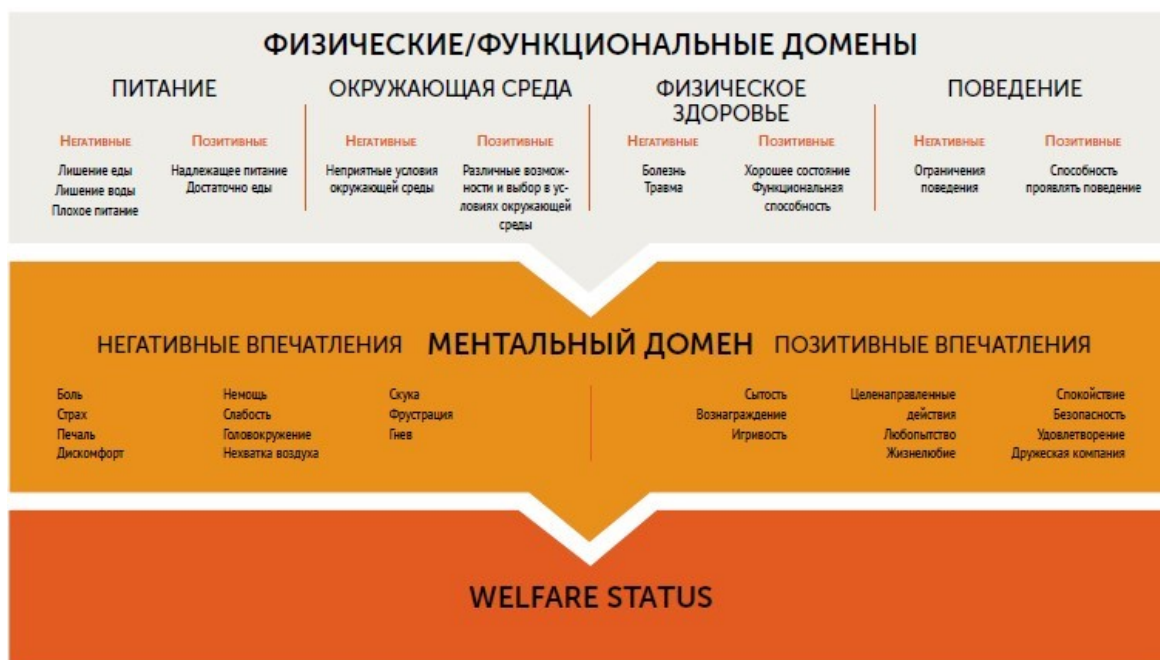 ФИЗИЧЕСКИЕ/ФУНКЦИОНАЛЬНЫЕ ДОМЕНЫ
ПИТАНИЕ
Негативные
Лишение еды
Лишение воды
Плохое питание
Позитивные
Надлежащее питание
Достаточно еды
ОКРУЖАЮЩАЯ СРЕДА
Негативные
Неприятные условия
окружающей среды
Позитивные
Различные возмож-
ности и выбор в ус-
ловиях окружающей
среды
ФИЗИЧЕСКОЕ
ЗДОРОВЬЕ
Негативные
Болезнь
Травма
Позитивные
Хорошее состояние
Функциональная
способность
ПОВЕДЕНИЕ
Негативные
Ограничения
поведения
Позитивные
Способность
проявлять поведение
НЕГАТИВНЫЕ ВПЕЧАТЛЕНИЯ МЕНТАЛЬНЫЙ ДОМЕН ПОЗИТИВНЫЕ ВПЕЧАТЛЕНИЯ
Боль
Страх
Печаль
Дискомфорт
Немощь
Слабость
Головокружение
Нехватка воздуха
Скука
Фрустрация
Гнев
Сытость
Вознаграждение
Игривость
Целенаправленные
действия
Любопытство
Жизнелюбие
Спокойствие
Безопасность
Удовлетворение
Дружеская компания
WELFARE STATUS